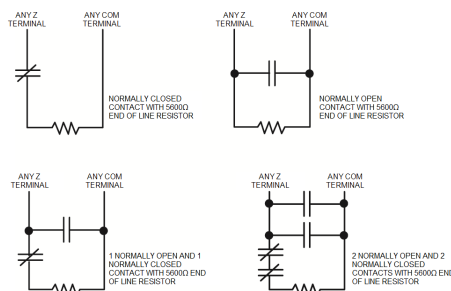 ANY Z
TERMINAL
ANY COM
TERMINAL
NORMALLY CLOSED
CONTACT WITH 5600Ω
END OF LINE RESISTOR
ANY Z
TERMINAL
ANY COM
TERMINAL
NORMALLY OPEN
CONTACT WITH 5600Ω
END OF LINE RESISTOR
ANY Z
TERMINAL
ANY COM
TERMINAL
1 NORMALLY OPEN AND 1
NORMALLY CLOSED
CONTACT WITH 5600Ω END
OF LINE RESISTOR
ANY Z
TERMINAL
ANY COM
TERMINAL
2 NORMALLY OPEN AND 2
NORMALLY CLOSED
CONTACTS WITH 5600Ω END
OF LINE RESISTOR